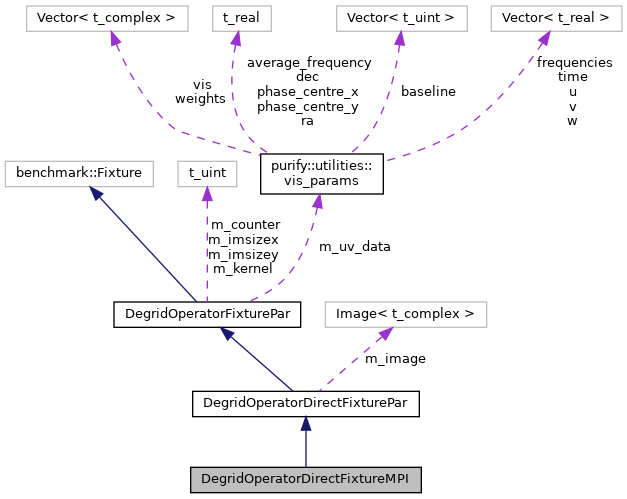 Vector< t_complex >
t_real
Vector< t_uint >
Vector< t_real >
vis
weights
average_frequency
dec
phase_centre_x
phase_centre_y
ra
baseline
frequencies
time
u
v
w
benchmark::Fixture
t_uint
purify::utilities::
vis_params
m_counter
m_imsizex
m_imsizey
m_kernel
m_uv_data
DegridOperatorFixturePar
Image< t_complex >
m_image
DegridOperatorDirectFixturePar
DegridOperatorDirectFixtureMPI